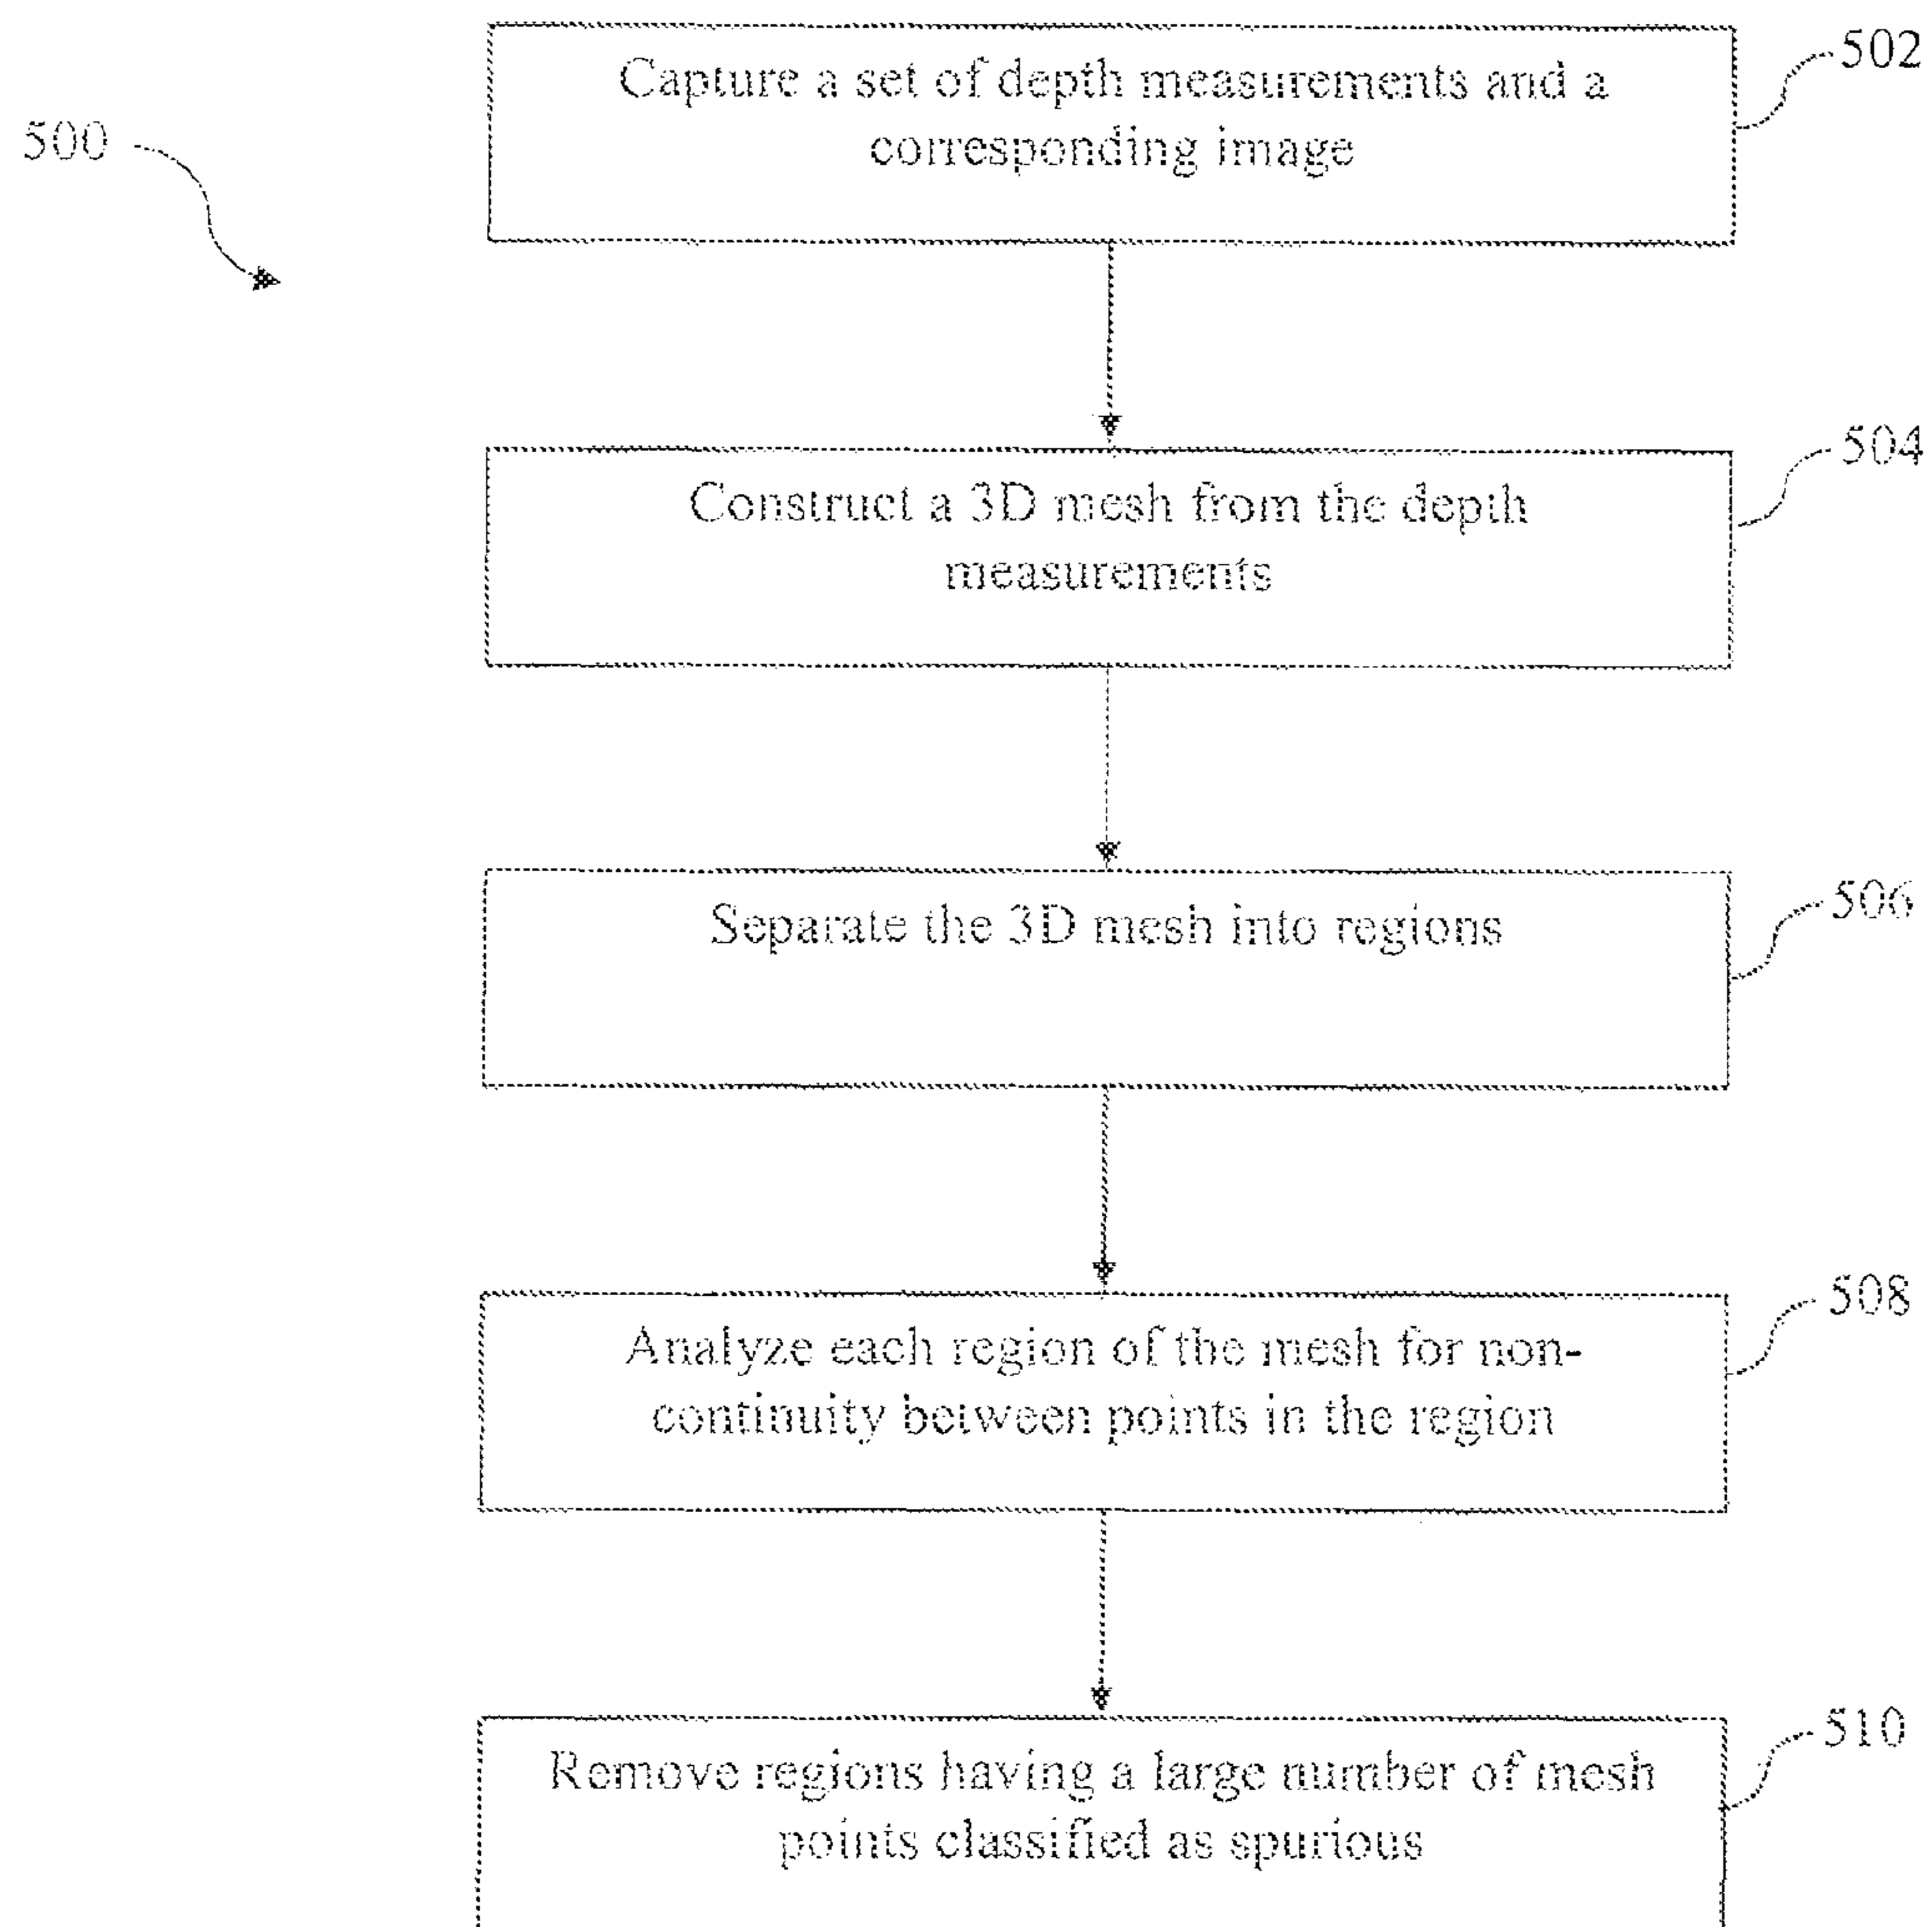 500
Capture a set of depth measurements and a
corresponding image
502
Construct a 3D mesh from the depth
measurements
504
Separate the 3D mesh into regions
506
Analyze each region of the mesh for non-
continuity between points in the region
508
Remove regions having a large number of mesh
points classified as spurious
510